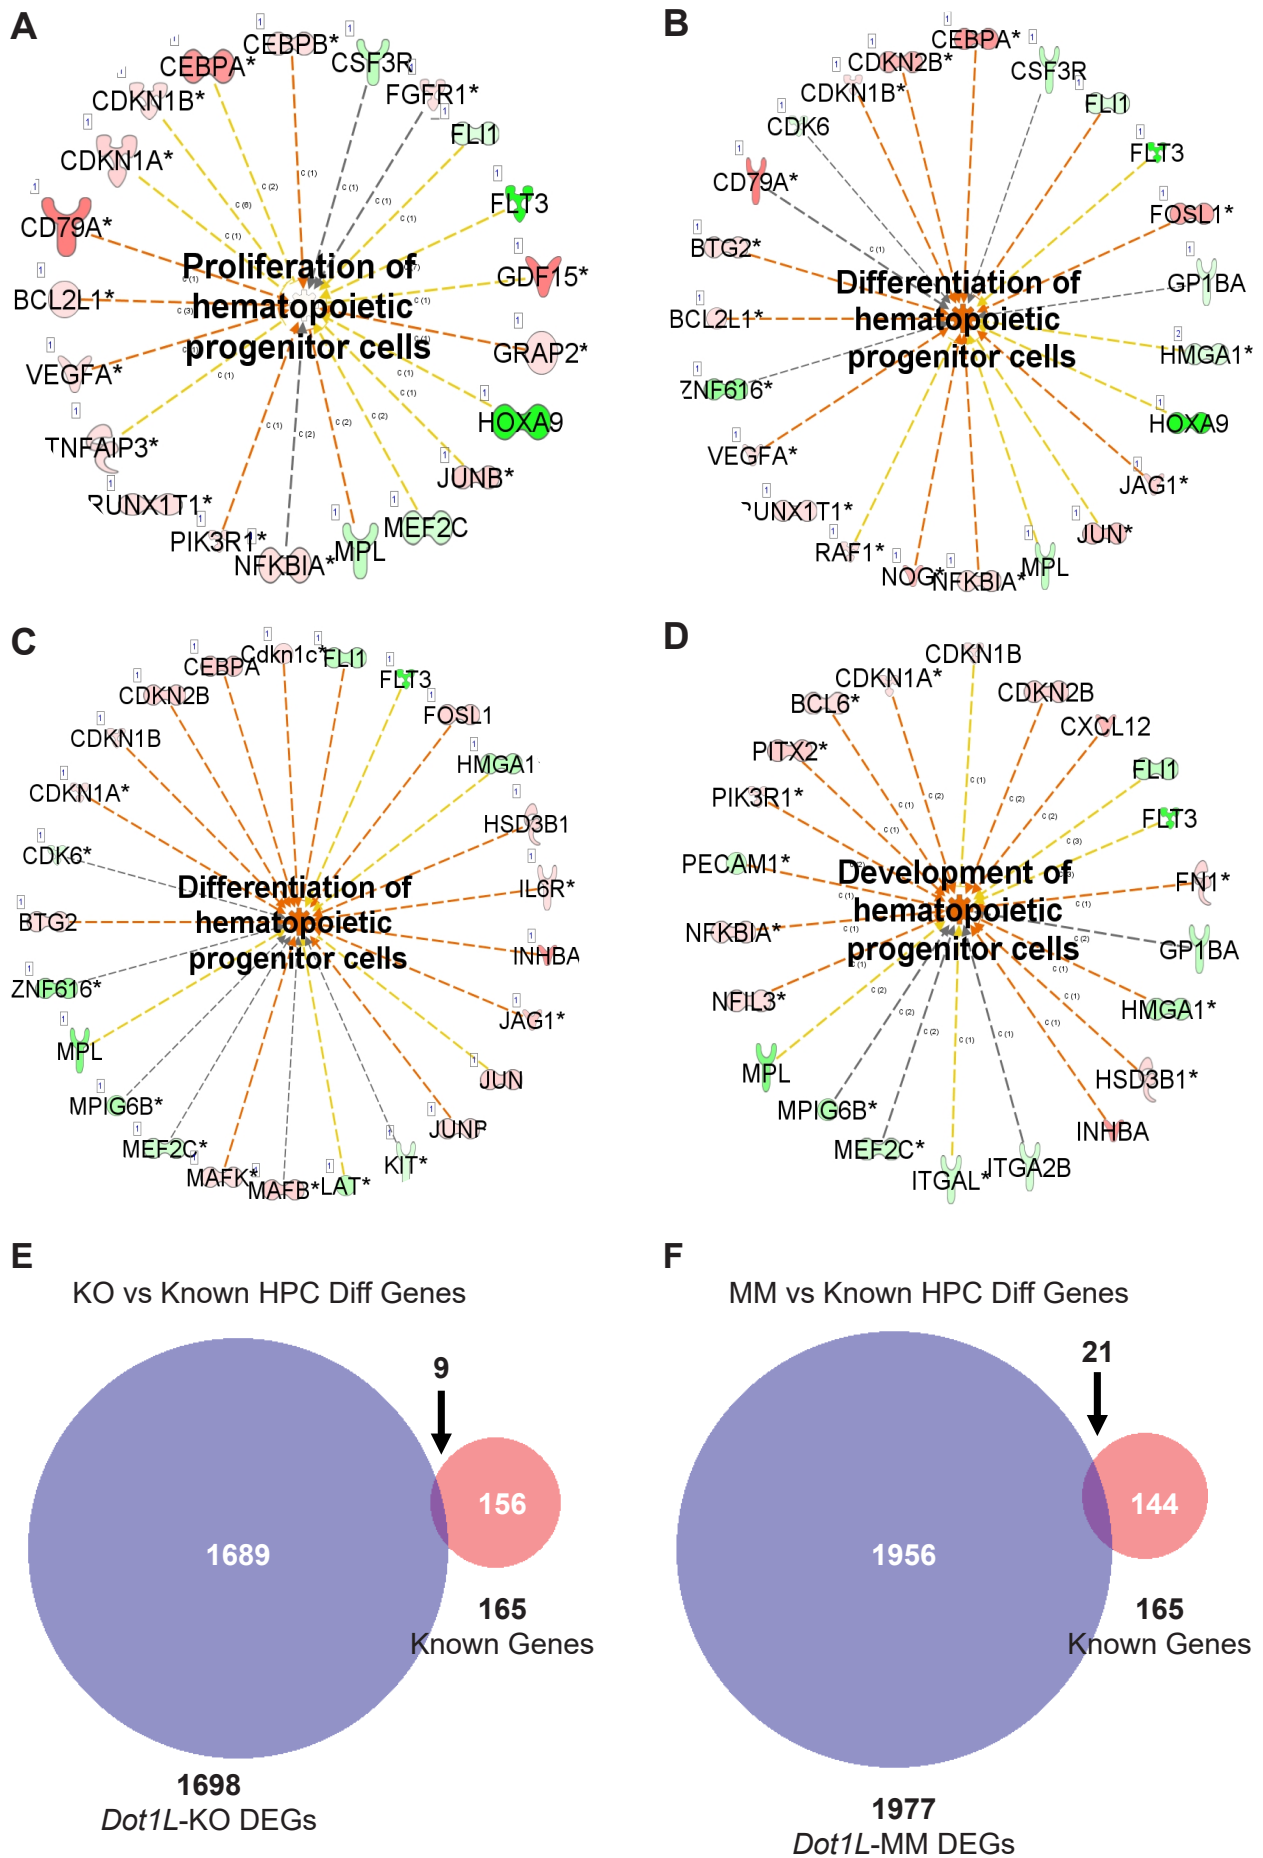 A
CEBPB*
CEBPA*
CSF3R
CDKN1B*
FGFR1*
FLI1
CDKN1A*
FLT3
CD79A*
GDF15*
Proliferation of
hematopoietic
progenitor cells
BCL2L1*
GRAP2*
VEGFA*
HOXA9
TNFAIP3*
JUNB*
RUNX1T1*
MEF2C
PIK3R1*
MPL
NFKBIA*
B
CEBPA*
CDKN2B*
CSF3R
CDKN1B*
FLI1
CDK6
FLT3
CD79A*
FOSL1*
BTG2*
GP1BA
Differentiation of
hematopoietic
progenitor cells
BCL2L1*
HMGA1*
ZNF616*
HOXA9
VEGFA*
JAG1*
RUNX1T1*
JUN*
RAF1*
MPL
NOG*
NFKBIA*
C
Cdkn1c*
FLI1
CEBPA
FLT3
CDKN2B
FOSL1
CDKN1B
HMGA1
CDKN1A*
HSD3B1
CDK6*
IL6R*
Differentiation of
hematopoietic
progenitor cells
BTG2
INHBA
ZNF616*
JAG1*
MPL
JUN
MPIG6B*
JUNB
MEF2C*
KIT*
MAFK*
MAFB*
LAT*
D
CDKN1B
CDKN1A*
CDKN2B
BCL6*
CXCL12
PITX2*
FLI1
PIK3R1*
FLT3
PECAM1*
FN1*
Development of
hematopoietic
progenitor cells
NFKBIA*
GP1BA
NFIL3*
HMGA1*
MPL
HSD3B1*
MPIG6B*
INHBA
MEF2C*
ITGAL*
ITGA2B
E
KO vs Known HPC Diff Genes
9
156
1689
165
Known Genes
1698
Dot1L-KO DEGs
F
MM vs Known HPC Diff Genes
21
144
1956
165
Known Genes
1977
Dot1L-MM DEGs